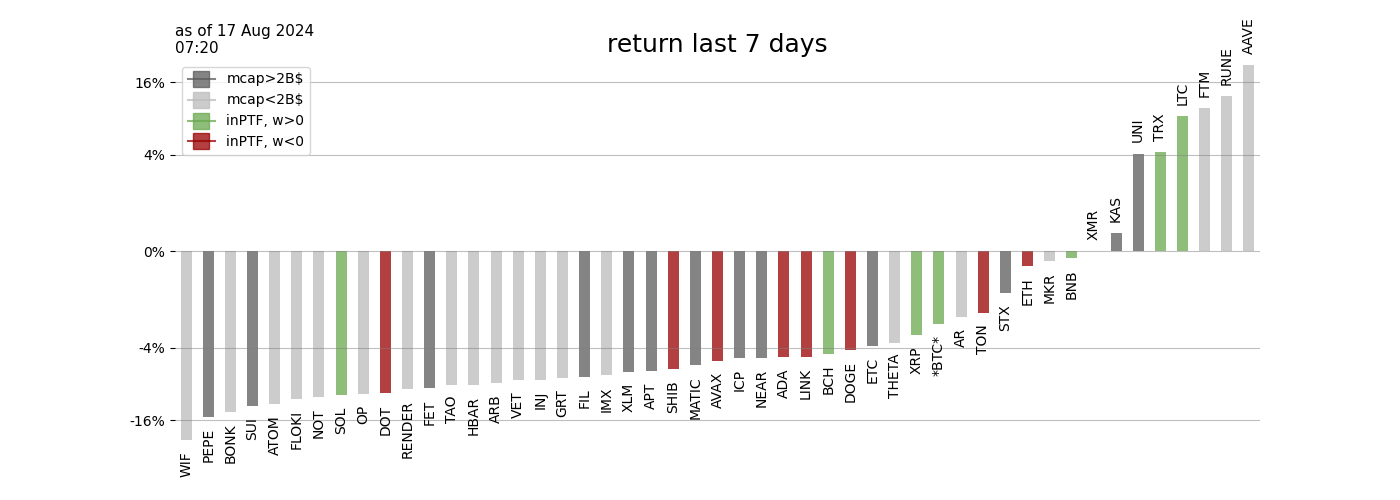 as of 17 Aug 2024
07:20
return last 7 days
mcap>2B$
mcap<2B$
inPTF, w>0
inPTF, w<0
16%
4%
0%
-4%
-16%
WIF
PEPE
BONK
SUI
ATOM
FLOKI
NOT
SOL
OP
DOT
RENDER
FET
TAO
HBAR
ARB
VET
INJ
GRT
FIL
IMX
XLM
APT
SHIB
MATIC
AVAX
ICP
NEAR
ADA
LINK
BCH
DOGE
ETC
THETA
XRP
*BTC*
AR
TON
STX
ETH
MKR
BNB
XMR
KAS
UNI
TRX
LTC
FTM
RUNE
AAVE